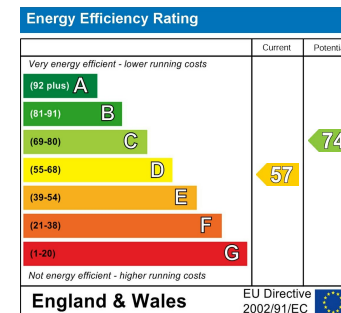 Energy Efficiency Rating
Current Potenti
Very energy efficient - lower running costs
(92 plus) A
(81-91) B
(69-80) C 74
(55-68) D 57
(39-54) E
(21-38) F
(1-20) G
Not energy efficient - higher running costs
England & Wales
EU Directive
2002/91/EC